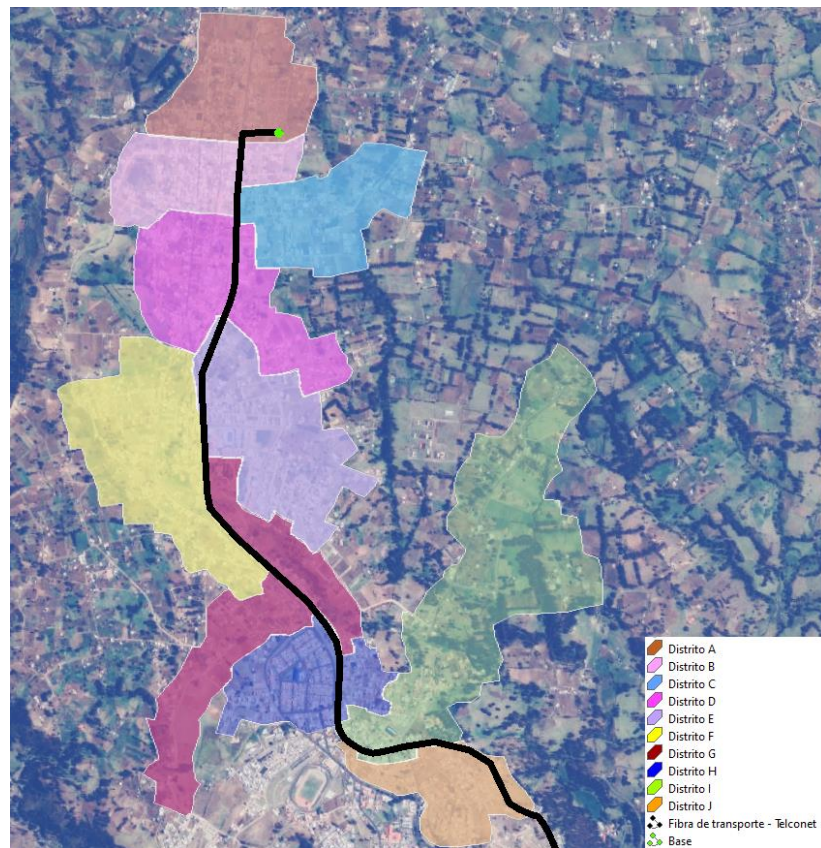 Distrito A
Distrito B
Distrito C
Distrito D
Distrito E
Distrito F
Distrito G
Distrito H
Distrito I
Distrito J
Fibra de transporte - Telconet
Base